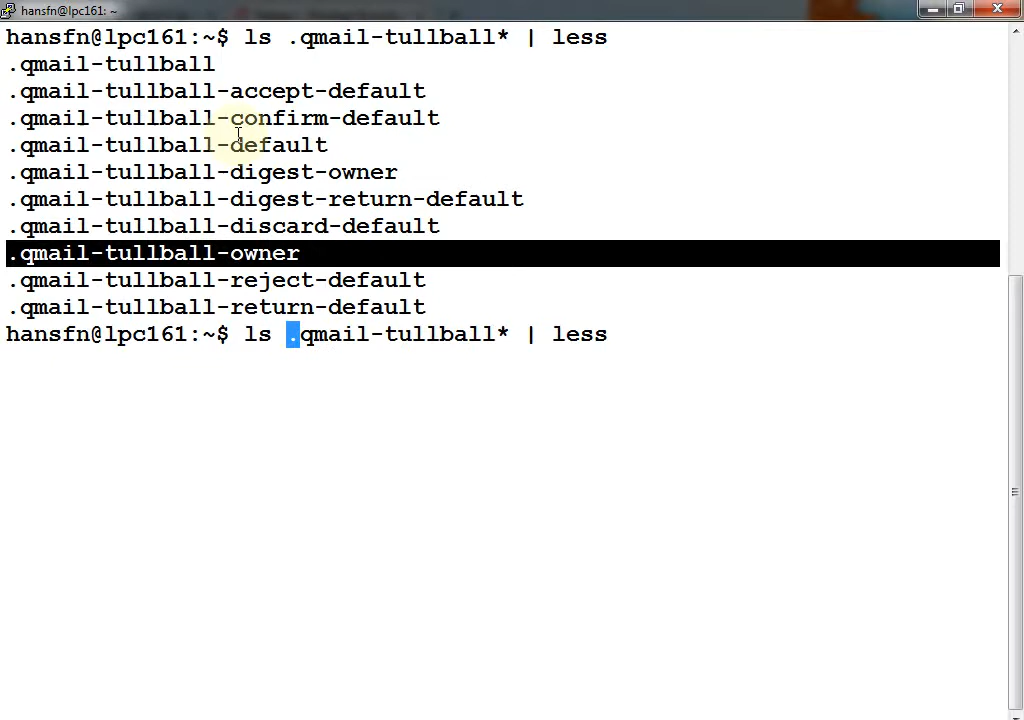 hansfn@lpc161: ~
hansfn@lpc161:~$ ls .qmail-tullball* | less
.qmail-tullball
.qmail-tullball-accept-default
.qmail-tullball-confirm-default
.qmail-tullball-default
.qmail-tullball-digest-owner
.qmail-tullball-digest-return-default
.qmail-tullball-discard-default
.qmail-tullball-owner
.qmail-tullball-reject-default
.qmail-tullball-return-default
hansfn@lpc161:~$ ls .qmail-tullball* | less